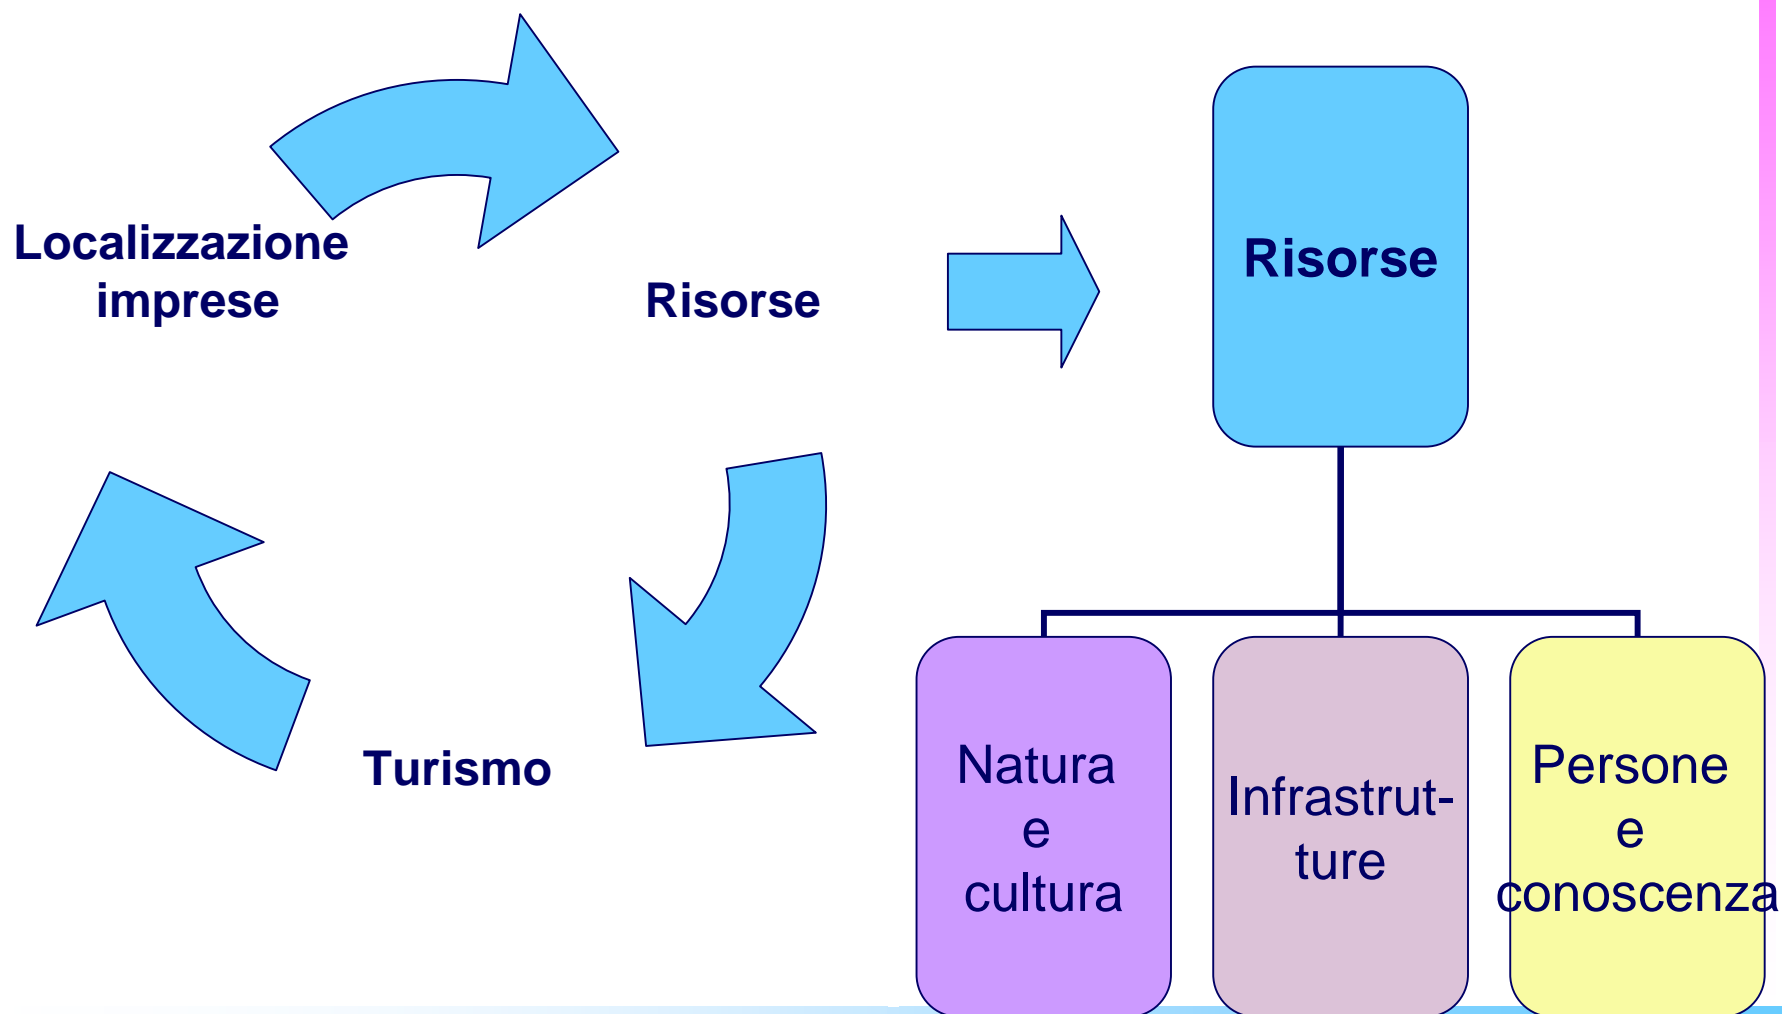 Localizzazione
imprese
Risorse
Turismo
Risorse
Natura
e
cultura
Infrastrut-
ture
Persone
e
conoscenza